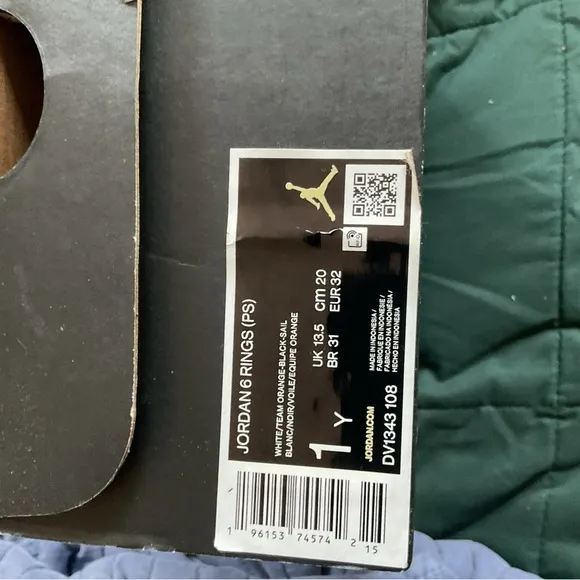 JORDAN 6 RINGS (PS)
WHITE/TEAM ORANGE-BLACK-SAIL
BLANC/NOIR/VOILE/EQUIPE ORANGE
UK 13.5 CM 20
BR 31 EUR 32
1 Y
MADE IN INDONESIA/
FABRIQUE EN INDONESIE/
FABRICADO NA INDONÉSIA/
HECHO EN INDONESIA
JORDAN.COM
DV1343 108
1 96153 74574 2 15